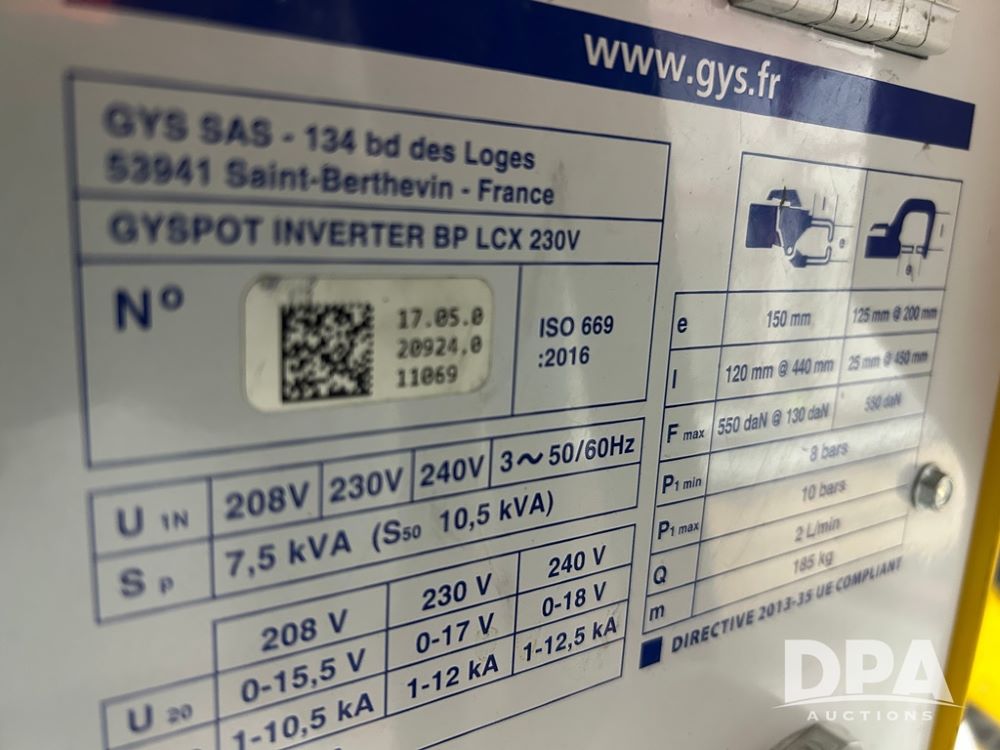 www.gys.fr
GYS SAS - 134 bd des Loges
53941 Saint-Berthevin - France
GYSPOT INVERTER BP LCX 230V
N°
17.05.0
20924.0
11069
ISO 669
:2016
U 1N 208V 230V 240V 3~50/60Hz
S P 7,5 kVA (S50 10,5 kVA)
208 V 230 V 240 V
U 20 0-15,5 V 0-17 V 0-18 V
1-10,5 kA 1-12 kA 1-12,5 kA
e
e
l
e 150 mm 125 mm @ 200 mm
l 120 mm @ 440 mm 25 mm @ 450 mm
F max 550 daN @ 130 daN 550 daN
P1 min 8 bars
P1 max 10 bars
Q 2 L/min
m 185 kg
DIRECTIVE 2013-35 UE COMPLIANT
DPA
AUCTIONS